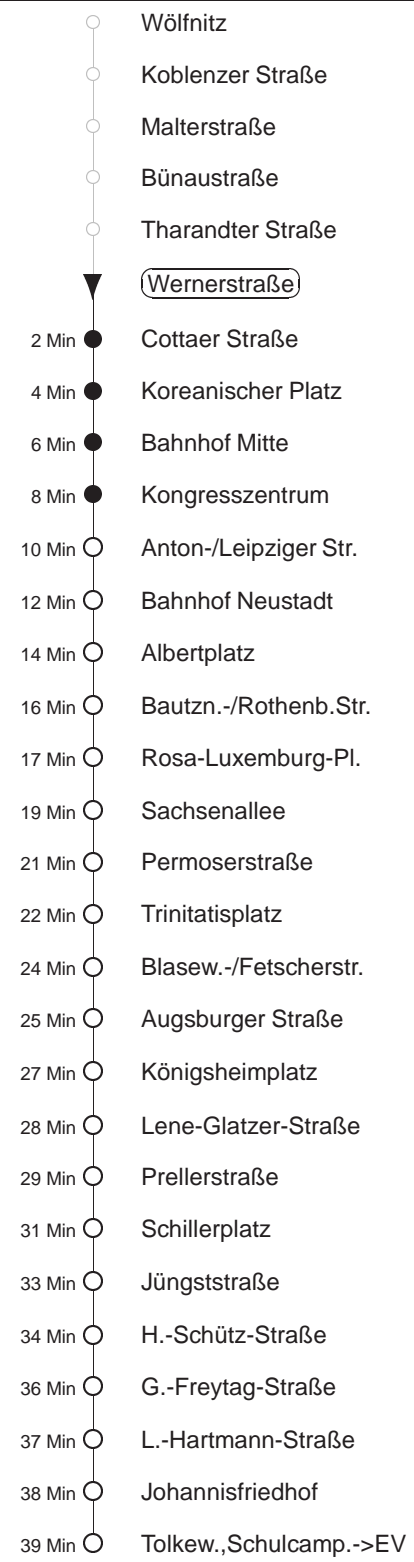 Wölfnitz
Koblenzer Straße
Malterstraße
Bünaustraße
Tharandter Straße
Wernerstraße
2 Min Cottaer Straße
4 Min Koreanischer Platz
6 Min Bahnhof Mitte
8 Min Kongresszentrum
10 Min Anton-/Leipziger Str.
12 Min Bahnhof Neustadt
14 Min Albertplatz
16 Min Bautzn.-/Rothenb.Str.
17 Min Rosa-Luxemburg-Pl.
19 Min Sachsenallee
21 Min Permoserstraße
22 Min Trinitatisplatz
24 Min Blasew.-/Fetscherstr.
25 Min Augsburger Straße
27 Min Königsheimplatz
28 Min Lene-Glatzer-Straße
29 Min Prellerstraße
31 Min Schillerplatz
33 Min Jüngststraße
34 Min H.-Schütz-Straße
36 Min G.-Freytag-Straße
37 Min L.-Hartmann-Straße
38 Min Johannisfriedhof
39 Min Tolkew.,Schulcamp.->EV